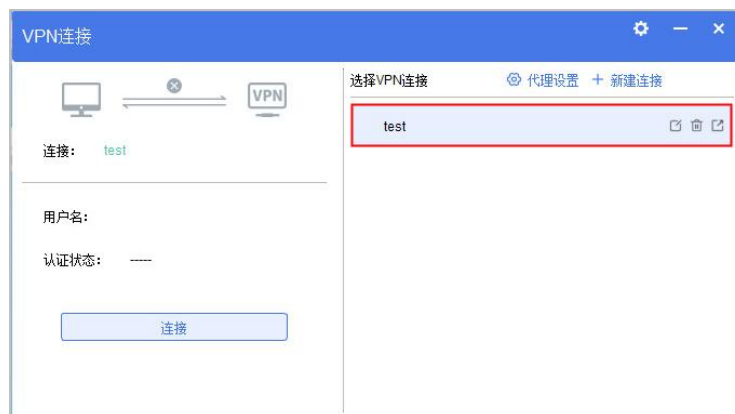 VPN连接
VPN
连接： test
用户名：
认证状态： -----
连接
选择VPN连接 代理设置 + 新建连接
test